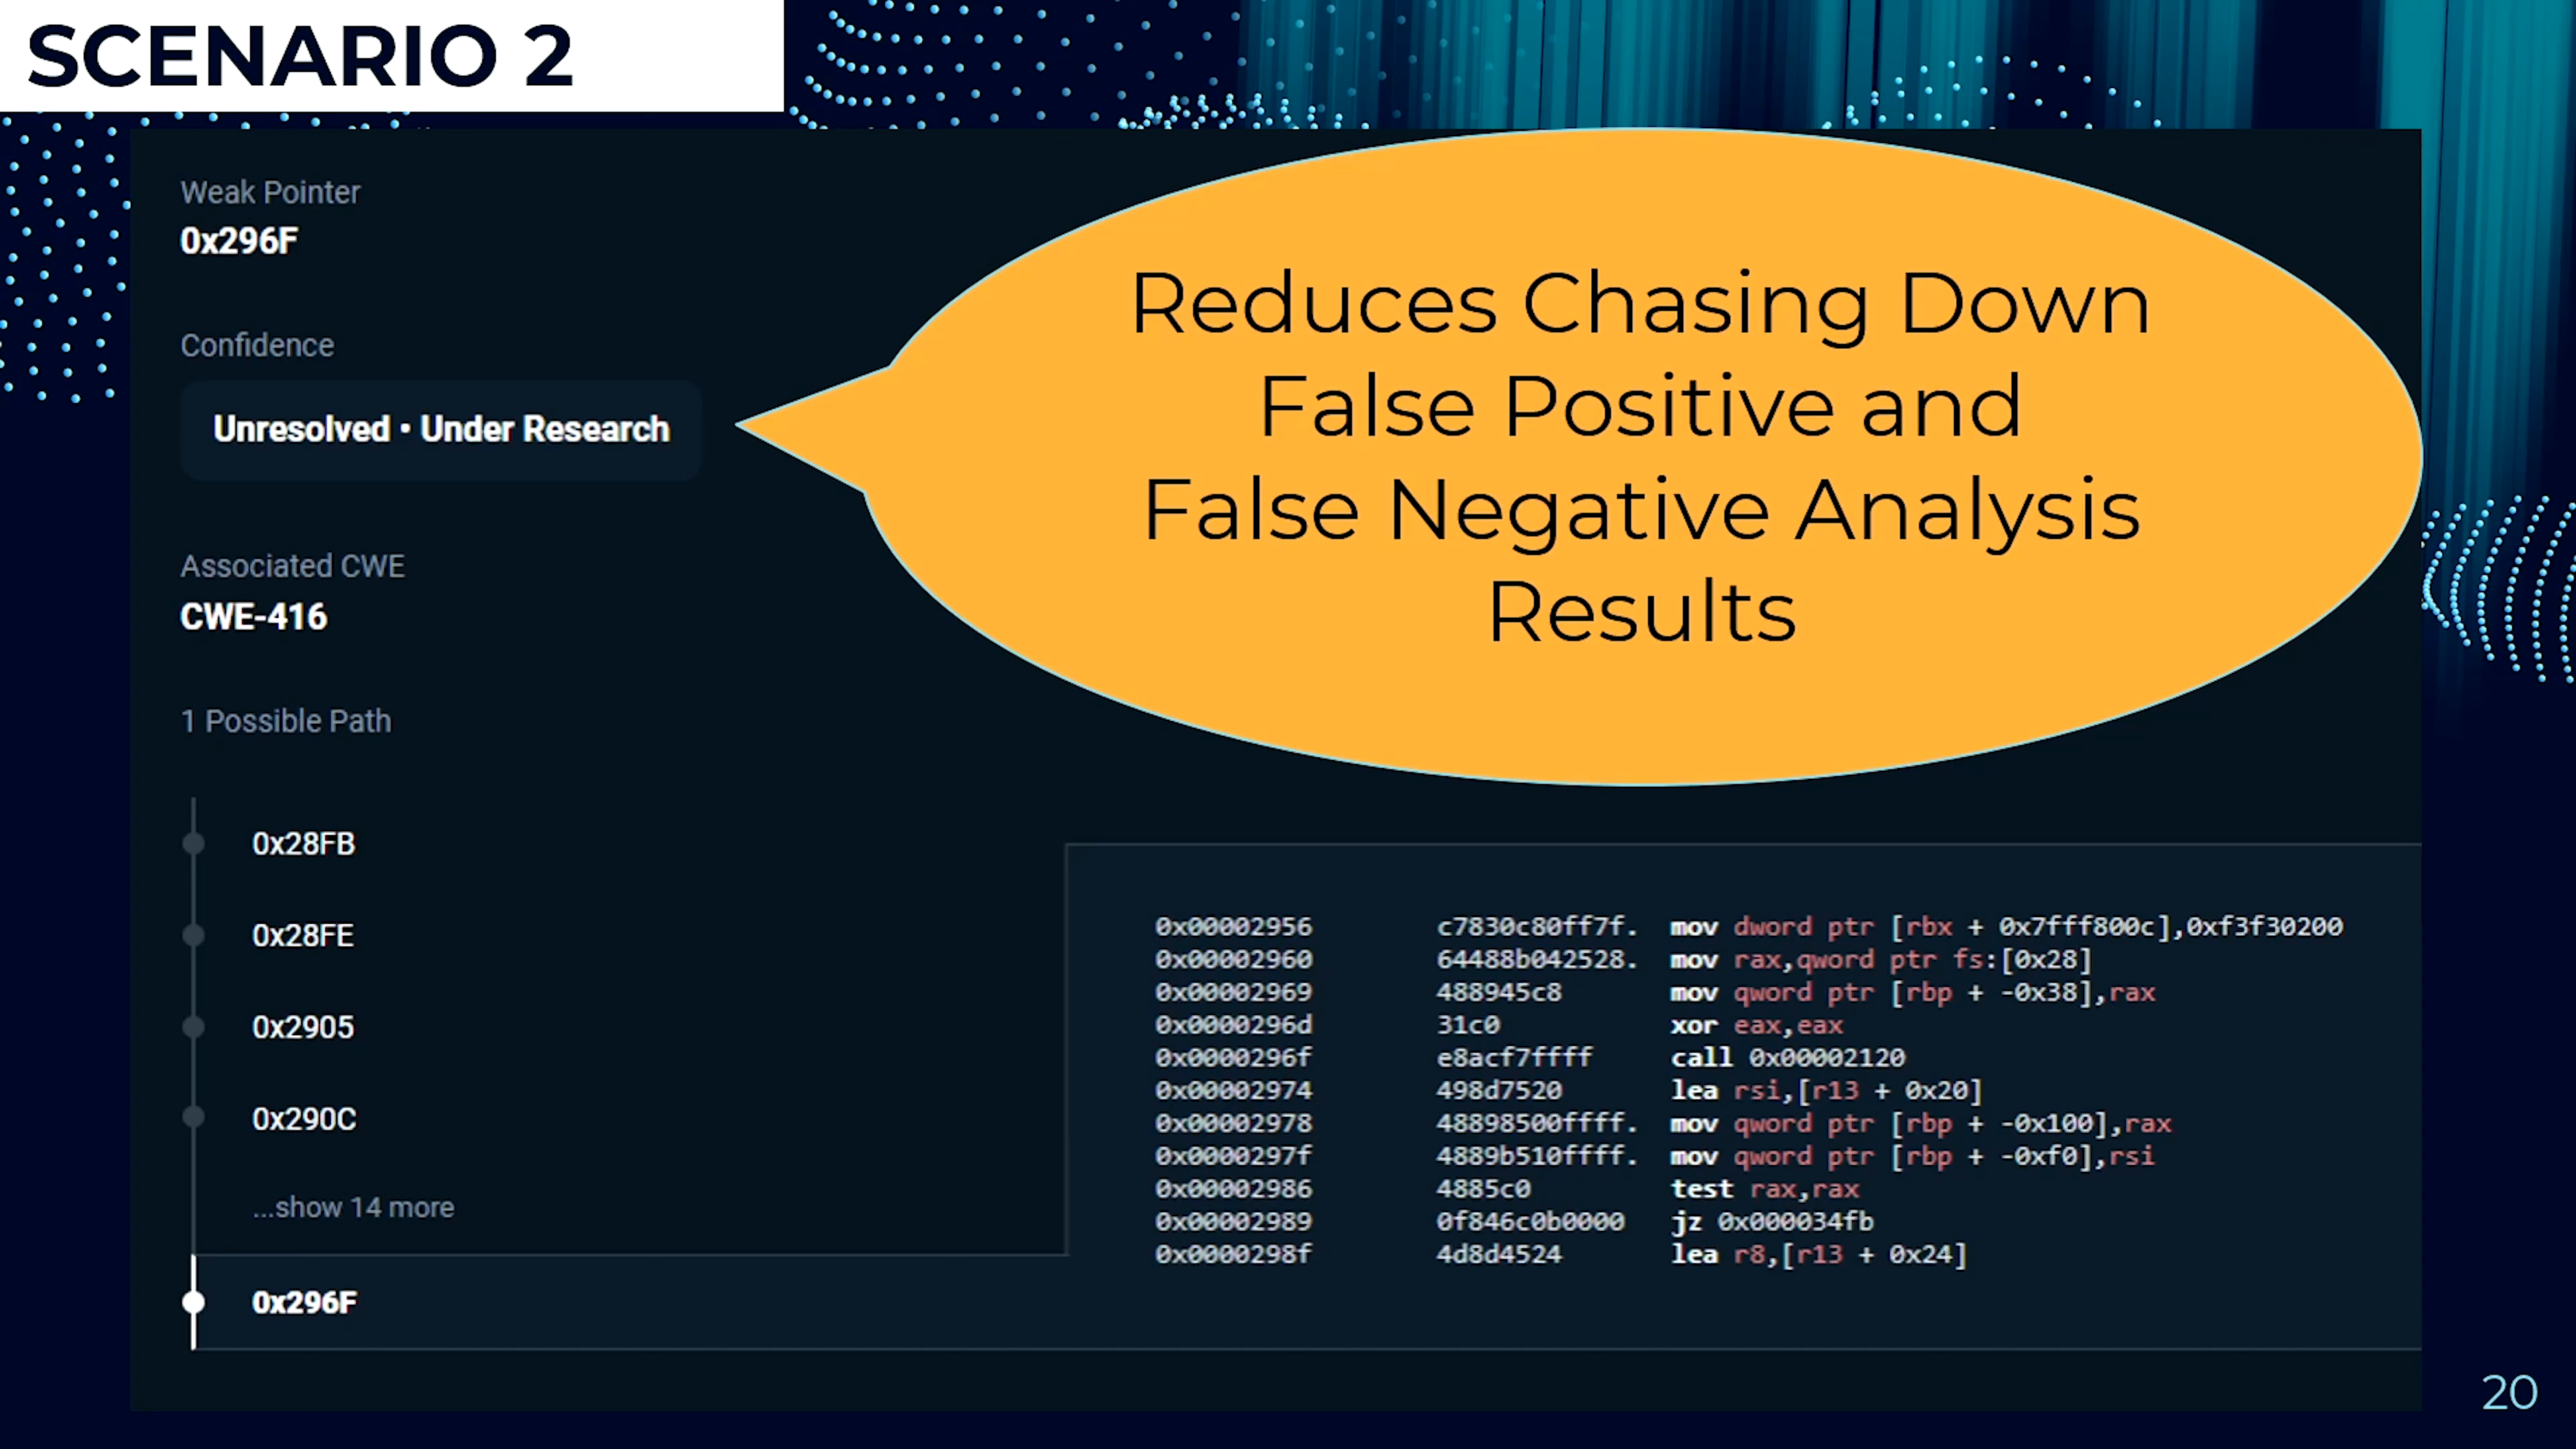 SCENARIO 2
Weak Pointer
0x296F
Confidence
Unresolved • Under Research
Reduces Chasing Down
False Positive and
False Negative Analysis
Results
Associated CWE
CWE-416
1 Possible Path
0x28FB
0x28FE
0x2905
0x290C
...show 14 more
0x296F
0x00002956 c7830c80ff7f. mov dword ptr [rbx + 0x7fff800c],0xf3f30200
0x00002960 64488b042528. mov rax,qword ptr fs:[0x28]
0x00002969 488945c8 mov qword ptr [rbp + -0x38],rax
0x0000296d 31c0 xor eax,eax
0x0000296f e8acf7ffff call 0x00002120
0x00002974 498d7520 lea rsi,[r13 + 0x20]
0x00002978 48898500ffff. mov qword ptr [rbp + -0x100],rax
0x0000297f 4889b510ffff. mov qword ptr [rbp + -0xf0],rsi
0x00002986 4885c0 test rax,rax
0x00002989 0f846c0b0000 jz 0x000034fb
0x0000298f 4d8d4524 lea r8,[r13 + 0x24]
20